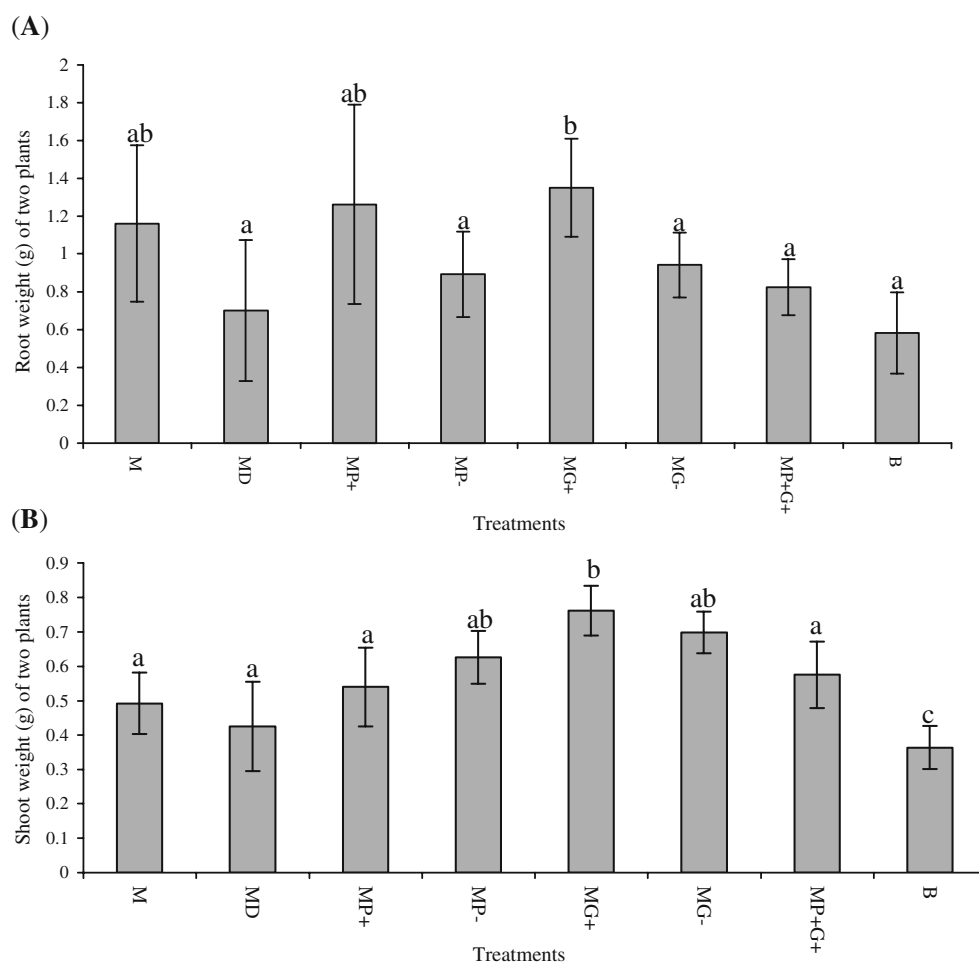 (A)
Root weight (g) of two plants
2
1.8
1.6
1.4
1.2
1
0.8
0.6
0.4
0.2
0
ab
a
ab
a
b
a
a
a
M
MD
MP+
MP-
MG+
MG-
MP+G+
B
Treatments
(B)
Shoot weight (g) of two plants
0.9
0.8
0.7
0.6
0.5
0.4
0.3
0.2
0.1
0
a
a
a
ab
b
ab
a
c
M
MD
MP+
MP-
MG+
MG-
MP+G+
B
Treatments